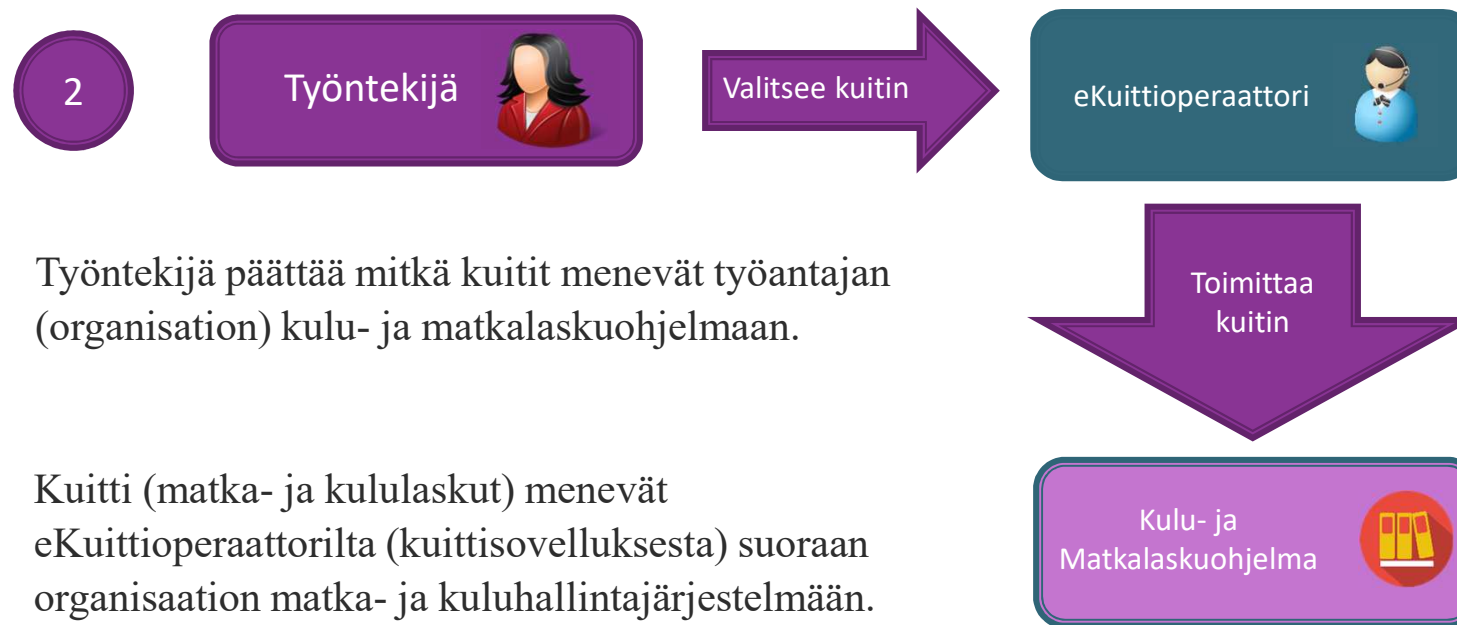 2
Työntekijä
Valitsee kuitin
eKuittioperaattori
Työntekijä päättää mitkä kuitit menevät työantajan
(organisation) kulu- ja matkalaskuohjelmaan.
Toimittaa
kuitin
Kuitti (matka- ja kululaskut) menevät
eKuittioperaattorilta (kuittisovelluksesta) suoraan
organisaation matka- ja kuluhallintajärjestelmään.
Kulu- ja
Matkalaskuohjelma